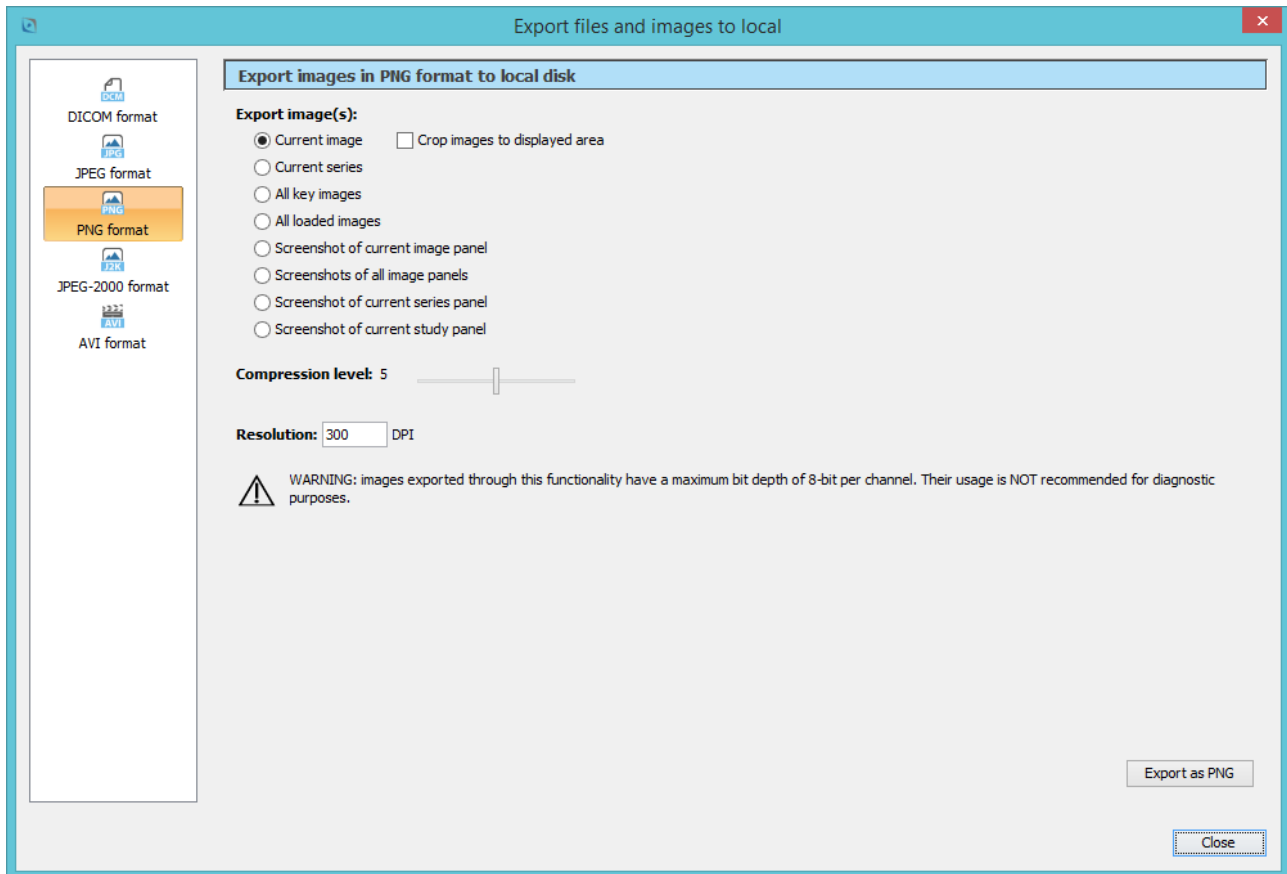 Export files and images to local
DCM
DICOM format
JPG
JPEG format
PNG
PNG format
J2K
JPEG-2000 format
AVI
AVI format
Export images in PNG format to local disk
Export image(s):
Current image Crop images to displayed area
Current series
All key images
All loaded images
Screenshot of current image panel
Screenshots of all image panels
Screenshot of current series panel
Screenshot of current study panel
Compression level: 5
Resolution: 300 DPI
WARNING: images exported through this functionality have a maximum bit depth of 8-bit per channel. Their usage is NOT recommended for diagnostic
purposes.
Export as PNG
Close